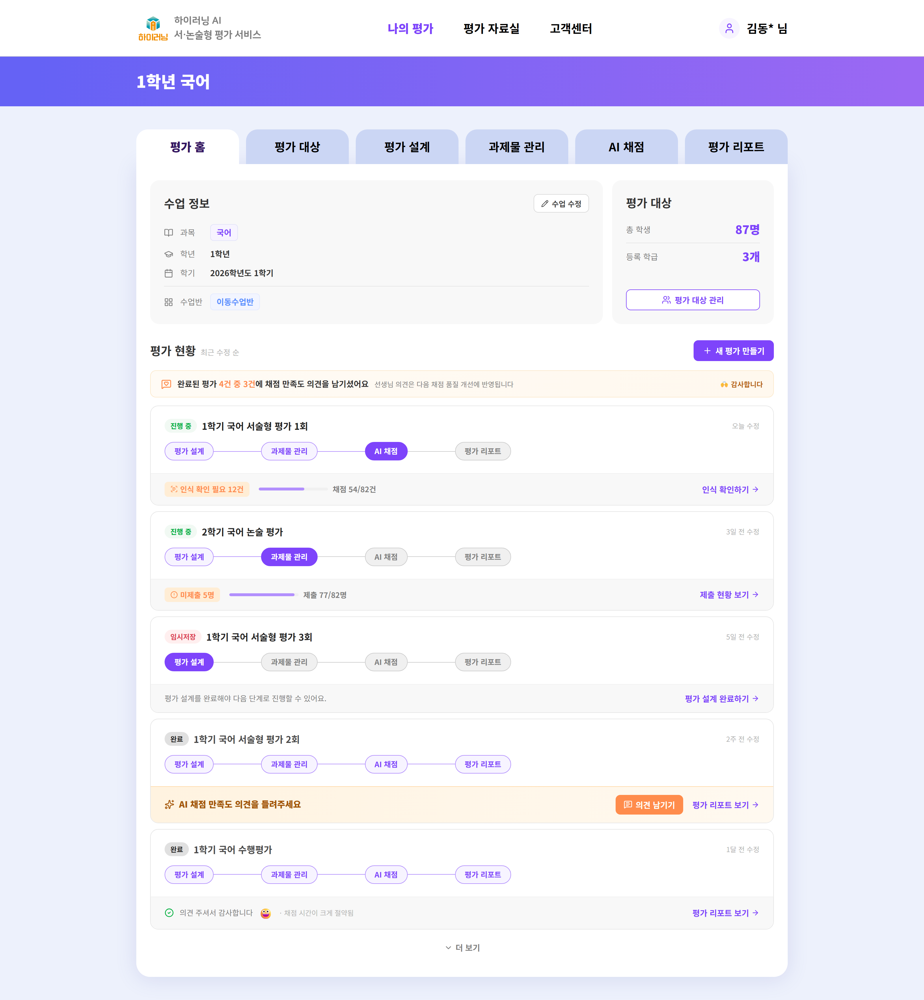 하이러닝
하이러닝 AI
서·논술형 평가 서비스
나의 평가
평가 자료실
고객센터
김동* 님
1학년 국어
평가 홈
평가 대상
평가 설계
과제물 관리
AI 채점
평가 리포트
수업 정보
수업 수정
과목 국어
학년 1학년
학기 2026학년도 1학기
수업반 이동수업반
평가 대상
총 학생 87명
등록 학급 3개
평가 대상 관리
평가 현황 최근 수정 순
+ 새 평가 만들기
완료된 평가 4건 중 3건에 채점 만족도 의견을 남기셨어요 선생님 의견은 다음 채점 품질 개선에 반영됩니다
🙌 감사합니다
진행 중 1학기 국어 서술형 평가 1회 오늘 수정
평가 설계 과제물 관리 AI 채점 평가 리포트
인식 확인 필요 12건 채점 54/82건 인식 확인하기 →
진행 중 2학기 국어 논술 평가 3일 전 수정
평가 설계 과제물 관리 AI 채점 평가 리포트
미제출 5명 제출 77/82명 제출 현황 보기 →
임시저장 1학기 국어 서술형 평가 3회 5일 전 수정
평가 설계 과제물 관리 AI 채점 평가 리포트
평가 설계를 완료해야 다음 단계로 진행할 수 있어요. 평가 설계 완료하기 →
완료 1학기 국어 서술형 평가 2회 2주 전 수정
평가 설계 과제물 관리 AI 채점 평가 리포트
AI 채점 만족도 의견을 들려주세요 의견 남기기 평가 리포트 보기 →
완료 1학기 국어 수행평가 1달 전 수정
평가 설계 과제물 관리 AI 채점 평가 리포트
의견 주셔서 감사합니다 · 채점 시간이 크게 절약됨 평가 리포트 보기 →
더 보기